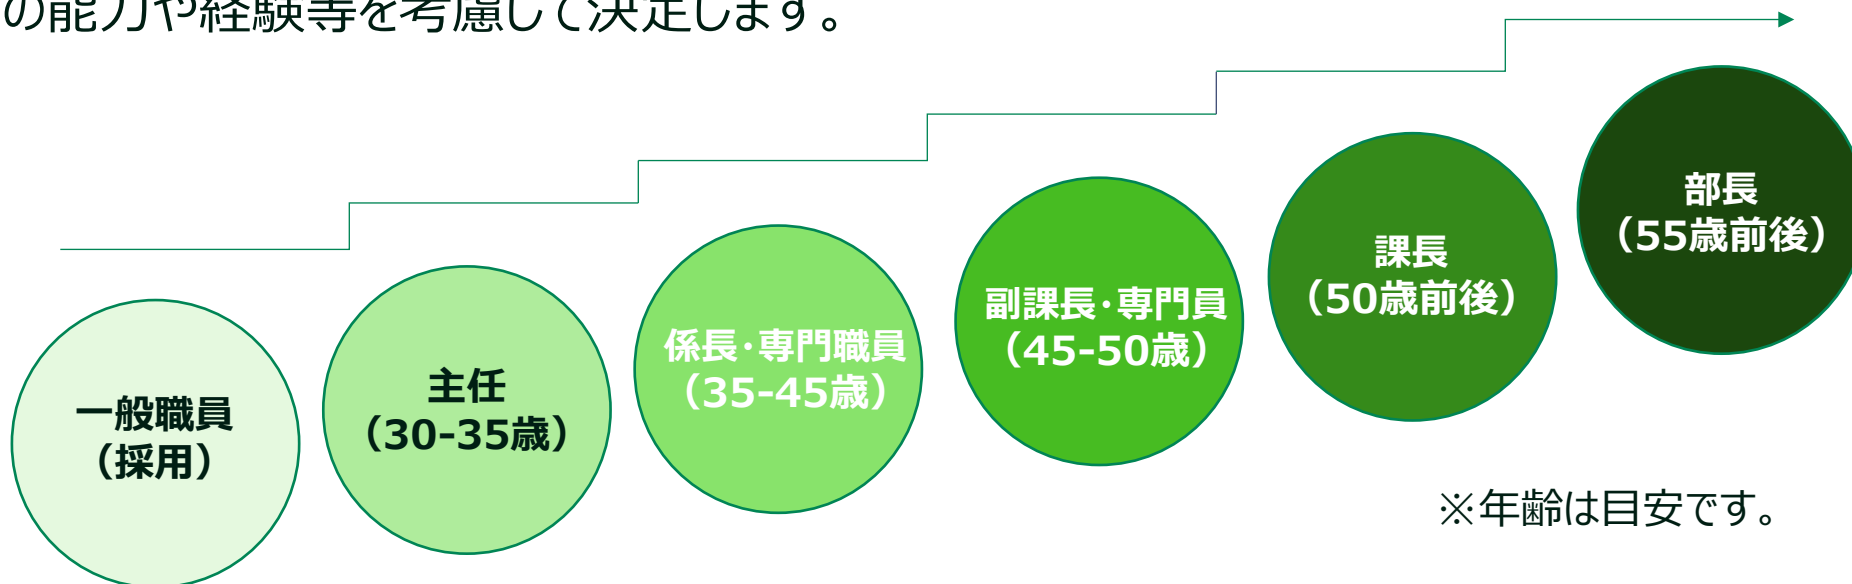 の能力や経験等を考慮して決定します。
一般職員
（採用）
主任
（30-35歳）
係長・専門職員
（35-45歳）
副課長・専門員
（45-50歳）
課長
（50歳前後）
部長
（55歳前後）
※年齢は目安です。